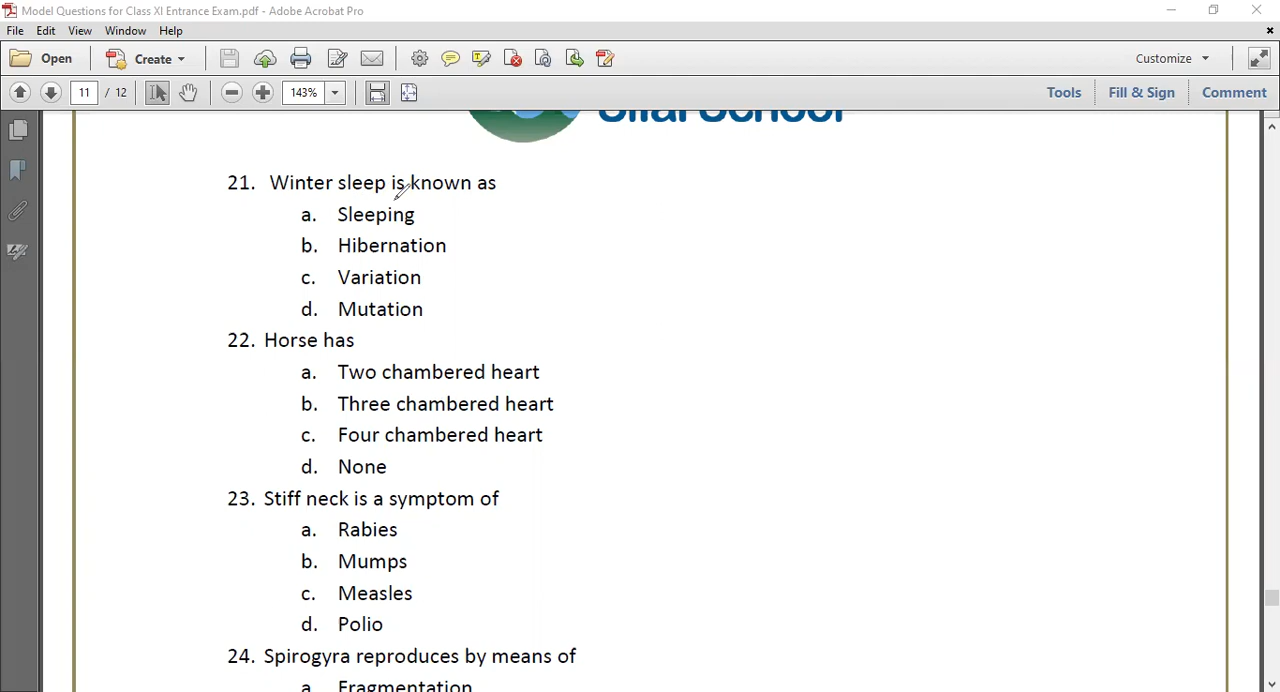 Model Questions for Class XI Entrance Exam.pdf - Adobe Acrobat Pro
File Edit View Window Help
Open Create Customize
11 / 12 143% Tools Fill & Sign Comment
21. Winter sleep is known as
a. Sleeping
b. Hibernation
c. Variation
d. Mutation
22. Horse has
a. Two chambered heart
b. Three chambered heart
c. Four chambered heart
d. None
23. Stiff neck is a symptom of
a. Rabies
b. Mumps
c. Measles
d. Polio
24. Spirogyra reproduces by means of
a. Fragmentation